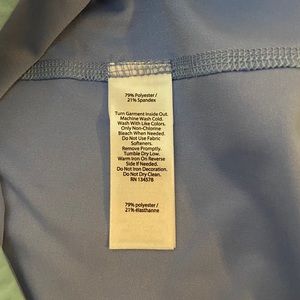 79% Polyester /
21% Spandex
Turn Garment Inside Out.
Machine Wash Cold.
Wash With Like Colors.
Only Non-Chlorine
Bleach When Needed.
Do Not Use Fabric
Softeners.
Remove Promptly.
Tumble Dry Low.
Warm Iron On Reverse
Side If Needed.
Do Not Iron Decoration.
Do Not Dry Clean.
RN 134578
79% polyester /
21% élasthanne